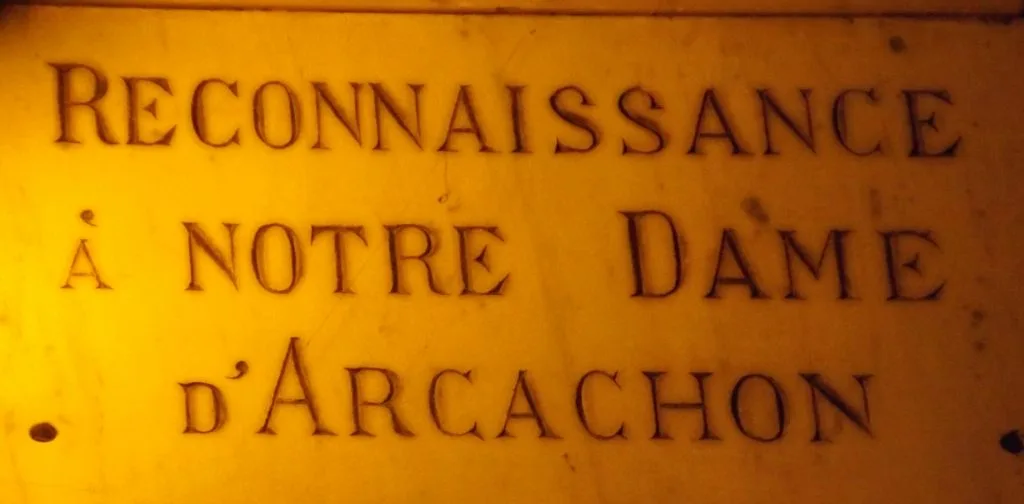 RECONNAISSANCE
À NOTRE DAME
D'ARCACHON